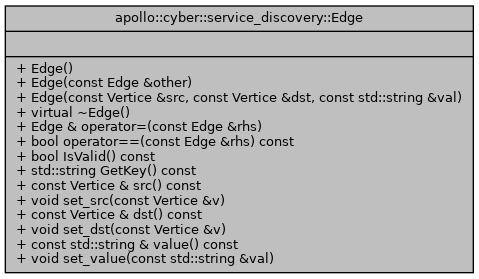 apollo::cyber::service_discovery::Edge
+ Edge()
+ Edge(const Edge &other)
+ Edge(const Vertice &src, const Vertice &dst, const std::string &val)
+ virtual ~Edge()
+ Edge & operator=(const Edge &rhs)
+ bool operator==(const Edge &rhs) const
+ bool IsValid() const
+ std::string GetKey() const
+ const Vertice & src() const
+ void set_src(const Vertice &v)
+ const Vertice & dst() const
+ void set_dst(const Vertice &v)
+ const std::string & value() const
+ void set_value(const std::string &val)